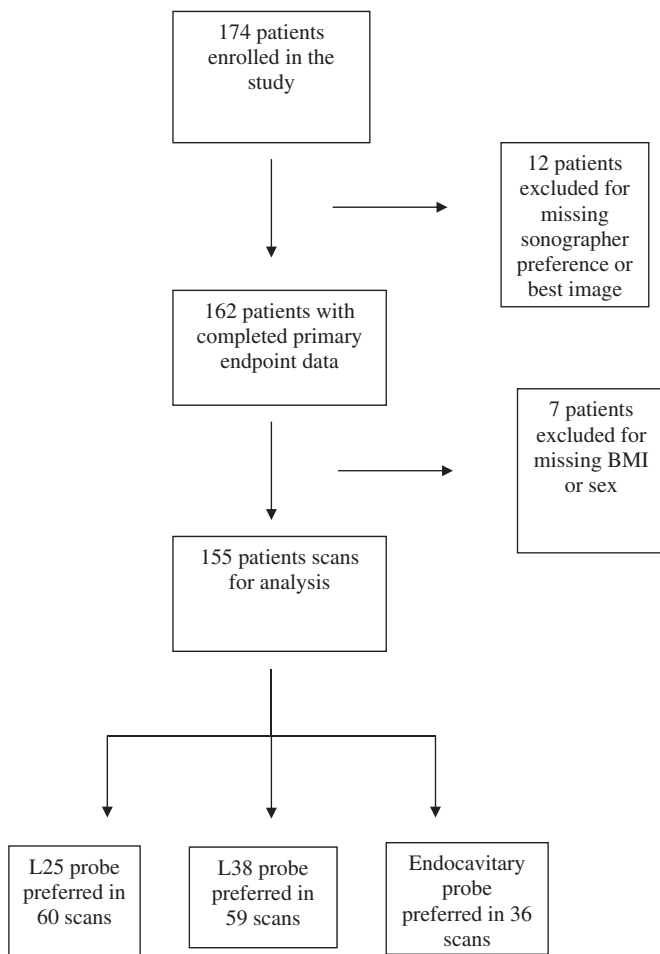 174 patients
enrolled in the
study
12 patients
excluded for
missing
sonographer
preference or
best image
162 patients with
completed primary
endpoint data
7 patients
excluded for
missing BMI
or sex
155 patients scans
for analysis
L25 probe
preferred in
60 scans
L38 probe
preferred in
59 scans
Endocavitary
probe
preferred in 36
scans